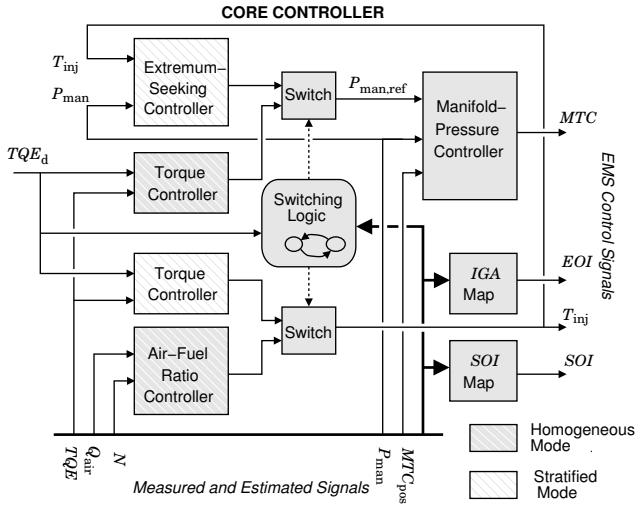 CORE CONTROLLER
T_inj
P_man
Extremum–
Seeking
Controller
Switch
P_man,ref
Manifold–
Pressure
Controller
MTC
TQE_d
Torque
Controller
Switching
Logic
EMS Control Signals
Torque
Controller
IGA
Map
EOI
Switch
T_inj
Air–Fuel
Ratio
Controller
SOI
Map
SOI
TQE
Q_air
N
P_man
MTC_pos
Measured and Estimated Signals
Homogeneous
Mode
Stratified
Mode